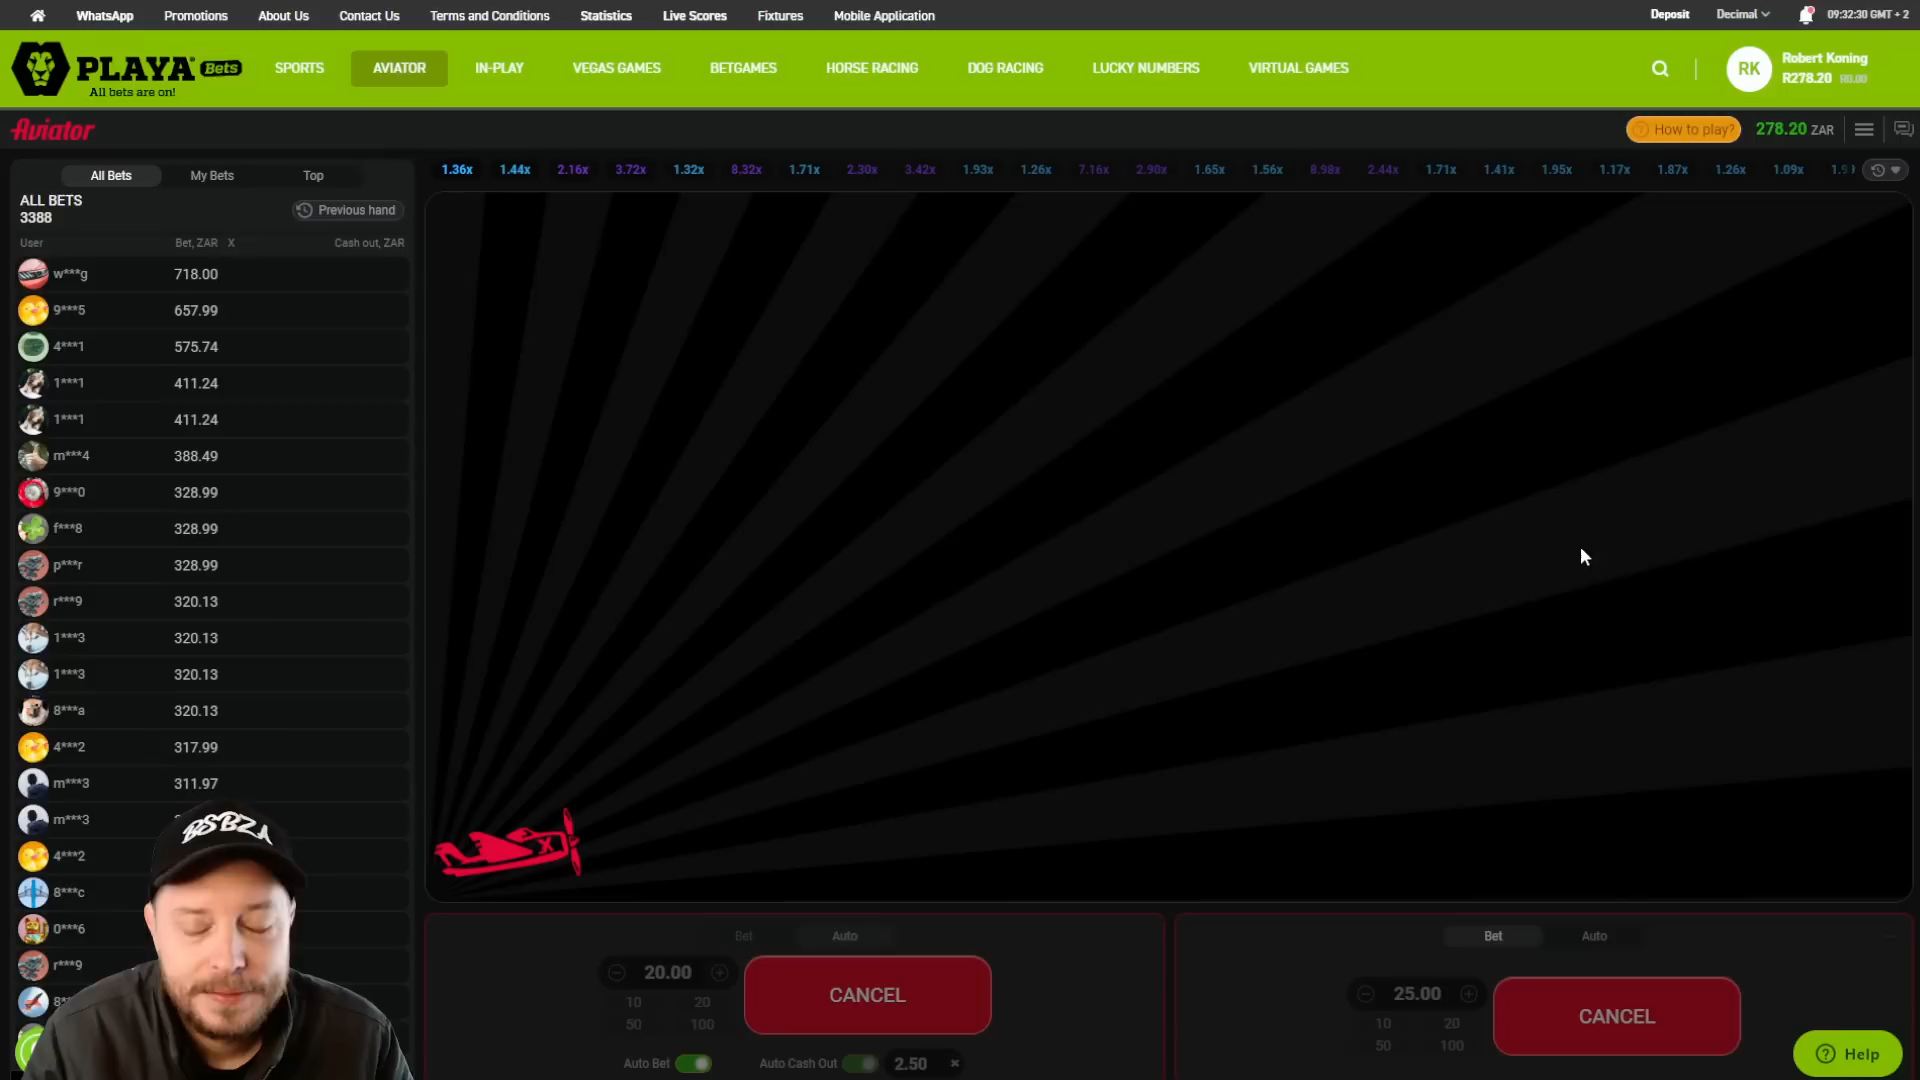 WhatsApp Promotions About Us Contact Us Terms and Conditions Statistics Live Scores Fixtures Mobile Application Deposit Decimal 09:32:30 GMT + 2
PLAYA Bets
All bets are on!
SPORTS AVIATOR IN-PLAY VEGAS GAMES BETGAMES HORSE RACING DOG RACING LUCKY NUMBERS VIRTUAL GAMES
RK Robert Koning
R278.20 R0.00
Aviator How to play? 278.20 ZAR
All Bets My Bets Top
1.36x 1.44x 2.16x 3.72x 1.32x 8.32x 1.71x 2.30x 3.42x 1.93x 1.26x 7.16x 2.90x 1.65x 1.56x 8.98x 2.44x 1.71x 1.41x 1.95x 1.17x 1.87x 1.26x 1.09x
ALL BETS
3388
Previous hand
User Bet, ZAR X Cash out, ZAR
w***g 718.00
9***5 657.99
4***1 575.74
1***1 411.24
1***1 411.24
m***4 388.49
9***0 328.99
f***8 328.99
p***r 328.99
r***9 320.13
1***3 320.13
1***3 320.13
8***a 320.13
4***2 317.99
m***3 311.97
m***3
4***2
8***c
0***6
r***9
BSBZA
Bet Auto
20.00
10 20
50 100
CANCEL
Auto Bet Auto Cash Out 2.50
Bet Auto
25.00
10 20
50 100
CANCEL
Help